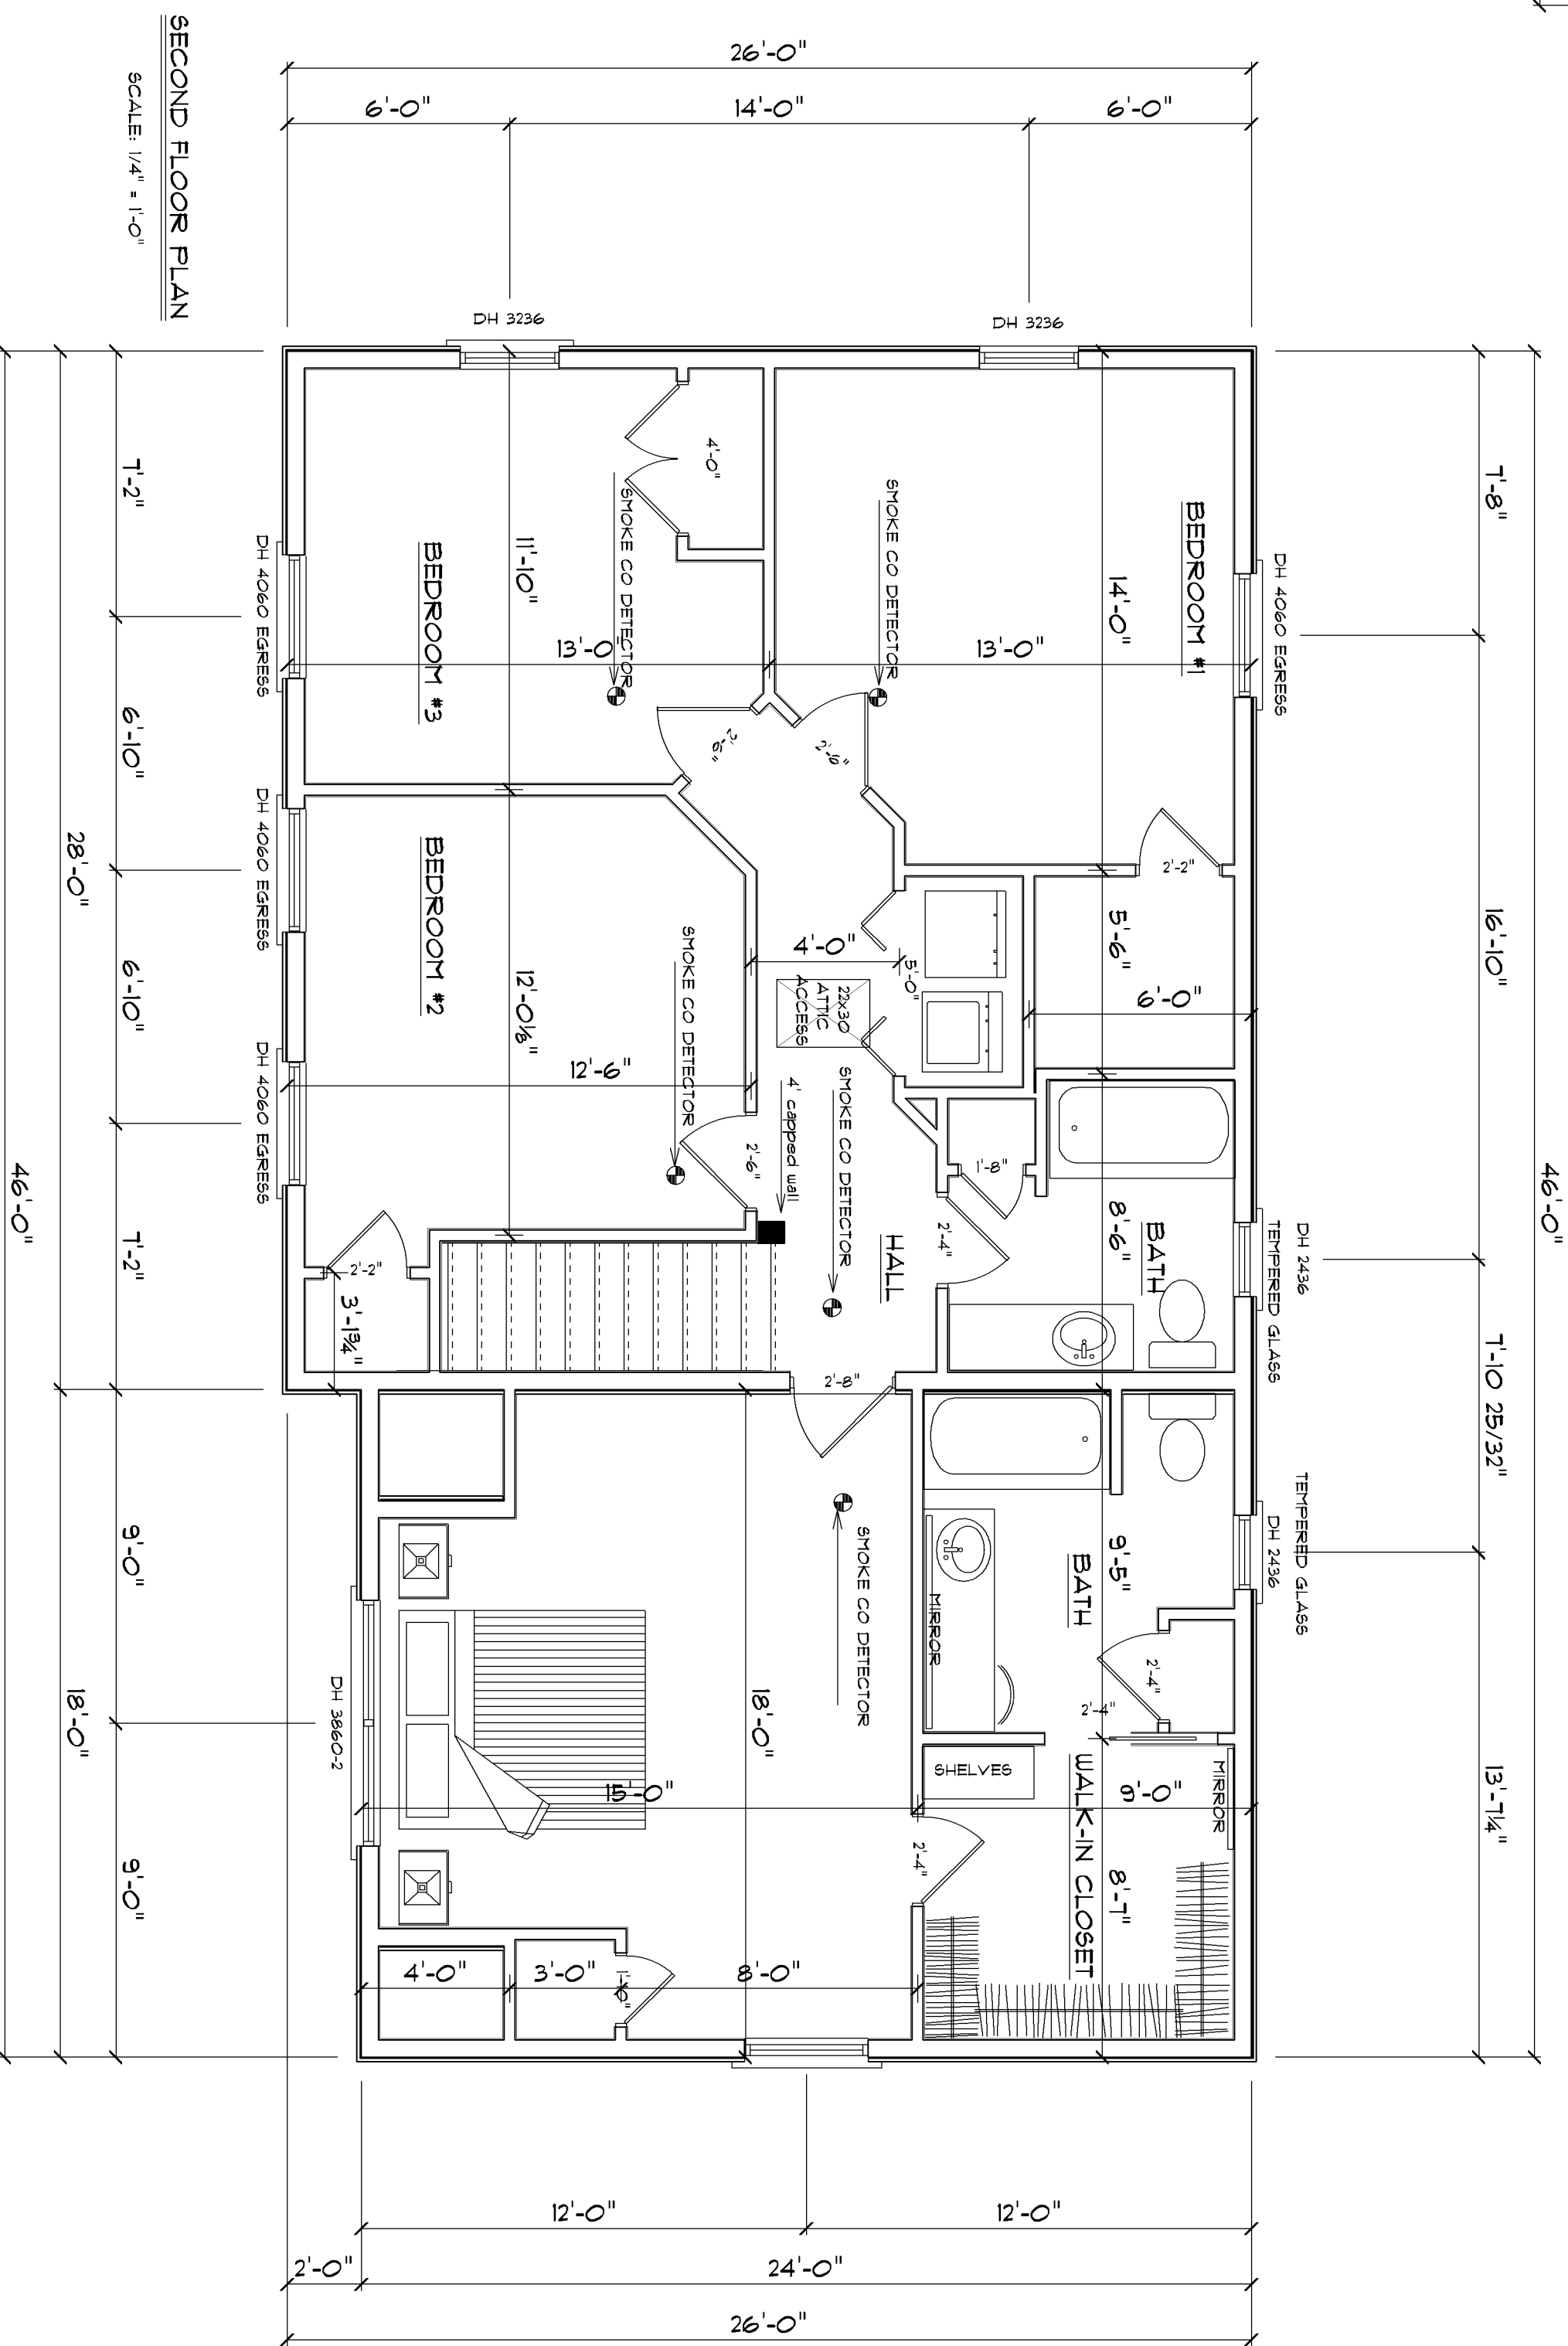 SECOND FLOOR PLAN
SCALE: 1/4" = 1'-0"
26'-0"
6'-0"
14'-0"
6'-0"
DH 3236
DH 3236
4'-0"
SMOKE CO DETECTOR
SMOKE CO DETECTOR
BEDROOM #1
7'-8"
7'-2"
DH 4060 EGRESS
BEDROOM #3
11'-10"
14'-0"
DH 4060 EGRESS
13'-0"
13'-0"
6'-10"
2'-6"
2'-6"
28'-0"
DH 4060 EGRESS
BEDROOM #2
2'-2"
5'-6"
16'-10"
4'-0"
5'-0"
6'-0"
22x30
ATTIC
ACCESS
6'-10"
12'-0⅛"
SMOKE CO DETECTOR
12'-6"
DH 4060 EGRESS
4' capped wall
SMOKE CO DETECTOR
2'-6"
1'-8"
46'-0"
46'-0"
7'-2"
2'-4"
HALL
8'-6"
BATH
DH 2436
TEMPERED GLASS
2'-2"
3'-1¾"
2'-8"
7'-10 25/32"
TEMPERED GLASS
DH 2436
9'-0"
SMOKE CO DETECTOR
9'-5"
BATH
MIRROR
2'-4"
2'-4"
18'-0"
DH 3860-2
18'-0"
15'-0"
SHELVES
WALK-IN CLOSET
9'-0"
MIRROR
13'-7¼"
9'-0"
2'-4"
8'-7"
4'-0"
3'-0"
1'-10"
8'-0"
12'-0"
12'-0"
2'-0"
24'-0"
26'-0"